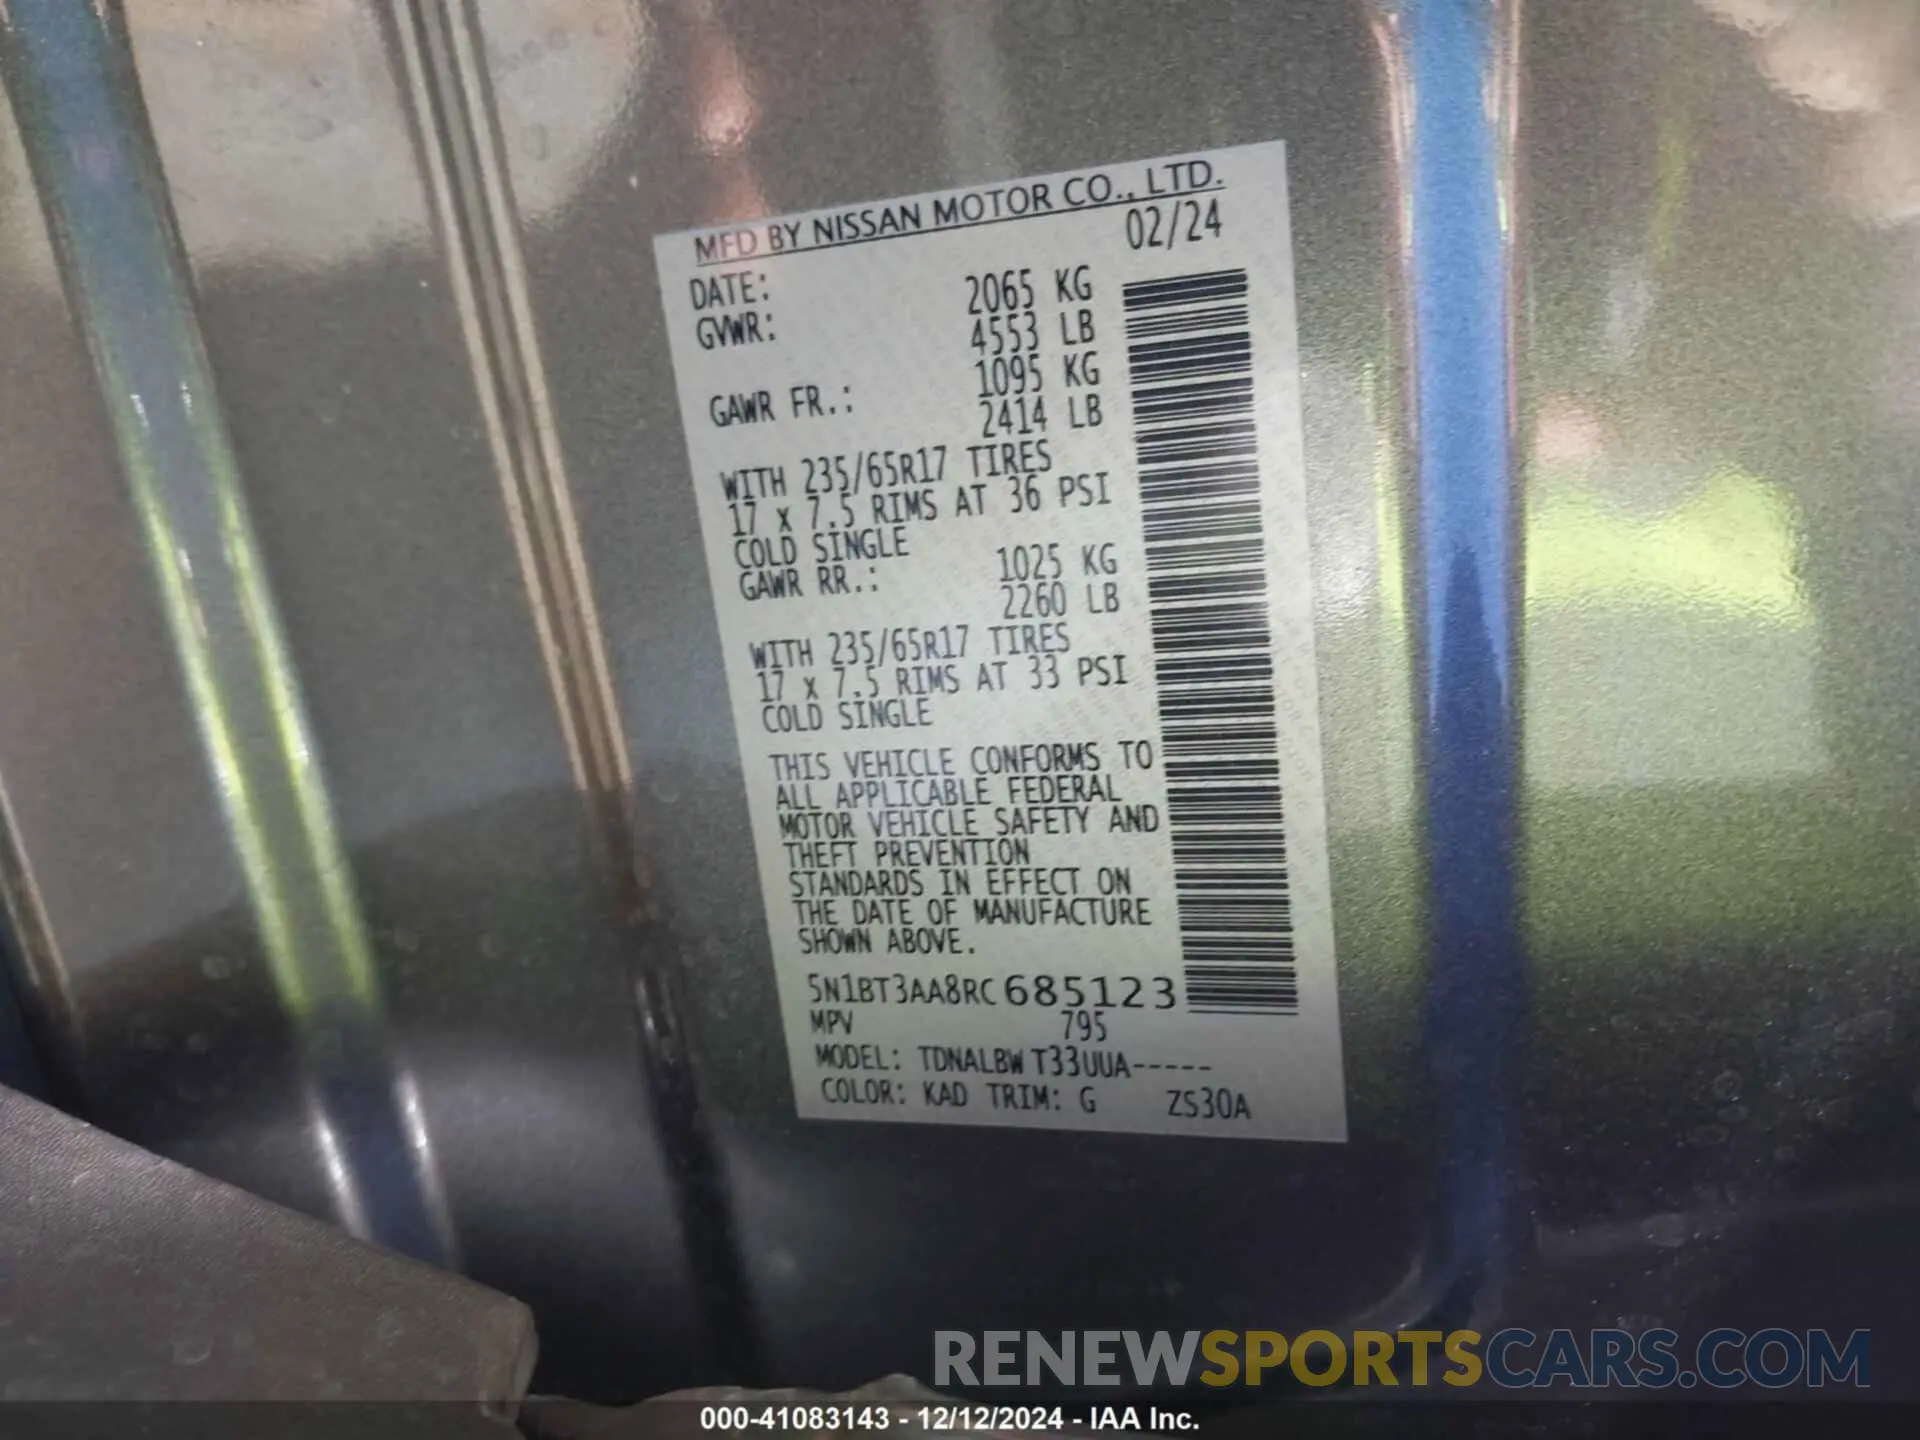 MFD BY NISSAN MOTOR CO., LTD.
DATE: 02/24
GVWR: 2065 KG
4553 LB
GAWR FR.: 1095 KG
2414 LB
WITH 235/65R17 TIRES
17 x 7.5 RIMS AT 36 PSI
COLD SINGLE
GAWR RR.: 1025 KG
2260 LB
WITH 235/65R17 TIRES
17 x 7.5 RIMS AT 33 PSI
COLD SINGLE
THIS VEHICLE CONFORMS TO
ALL APPLICABLE FEDERAL
MOTOR VEHICLE SAFETY AND
THEFT PREVENTION
STANDARDS IN EFFECT ON
THE DATE OF MANUFACTURE
SHOWN ABOVE.
5N1BT3AA8RC685123
MPV 795
MODEL: TDNALBW T33UUA-----
COLOR: KAD TRIM: G ZS30A
RENEWSPORTSCARS.COM
000-41083143 - 12/12/2024 - IAA Inc.